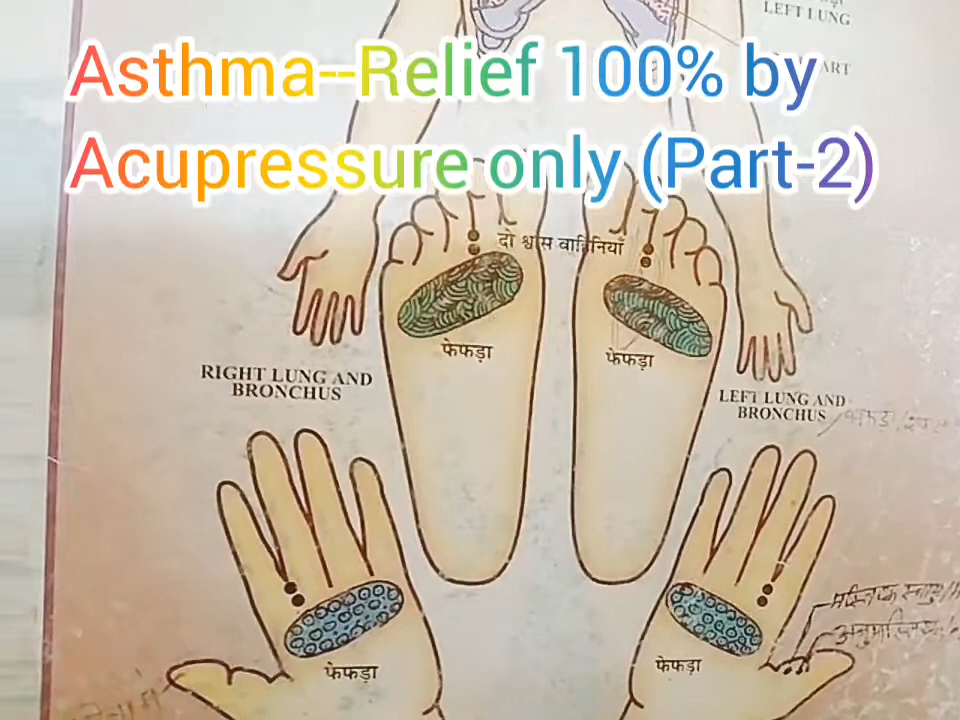 LEFT LUNG
Asthma--Relief 100% by
Acupressure only (Part-2)
दो श्वास वाहिनियाँ
फेफड़ा
फेफड़ा
RIGHT LUNG AND
BRONCHUS
LEFT LUNG AND
BRONCHUS
फेफड़ा
फेफड़ा